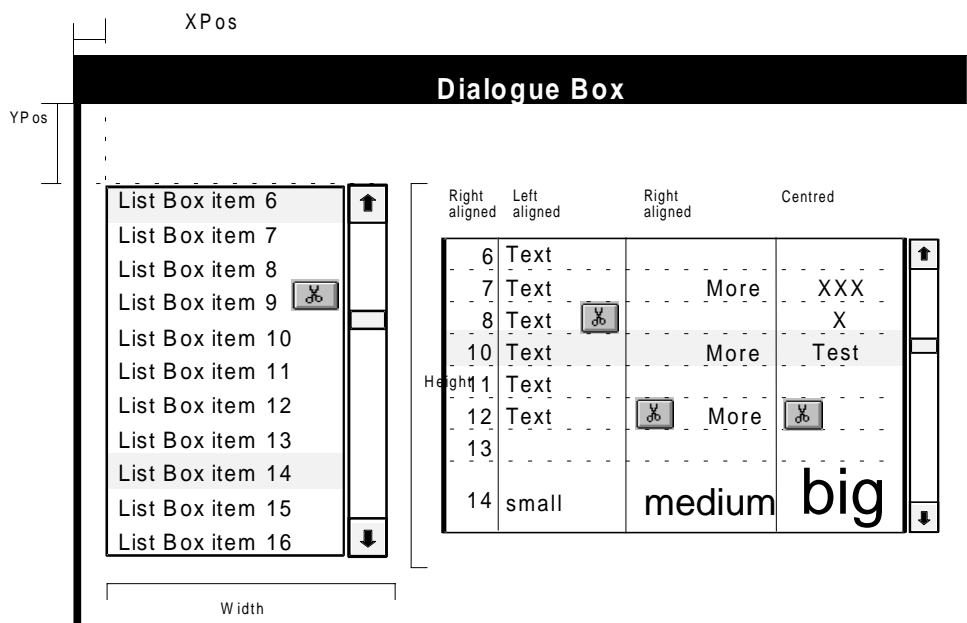 XPos
Dialogue Box
YPos
List Box item 6
List Box item 7
List Box item 8
List Box item 9
List Box item 10
List Box item 11
List Box item 12
List Box item 13
List Box item 14
List Box item 15
List Box item 16
Width
Height
Right aligned
Left aligned
Right aligned
Centred
6 Text
7 Text More XXX
8 Text X
10 Text More Test
11 Text
12 Text More
13
14 small medium big